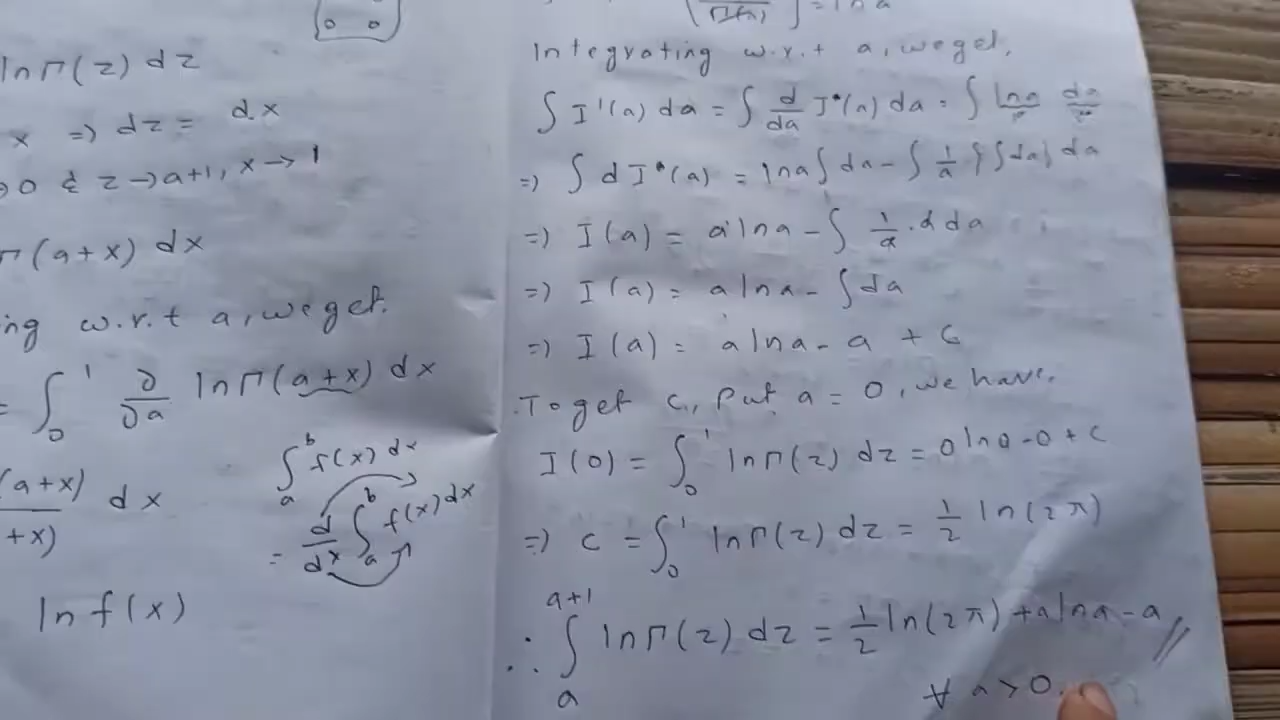 ln Γ(z) dz
x => dz = dx
→0 & z→a+1, x→1
Γ(a+x) dx
ing w.r.t a, we get.
= ∫₀¹ ∂/∂a ln Γ(a+x) dx
(a+x)/+x) dx
∫ₐᵇ f(x) dx
= d/dx ∫ₐᵇ f(x) dx
ln f(x)
= ln a
Integrating w.r.t a, we get,
∫ I'(a) da = ∫ d/da I(a) da = ∫ ln a da
=> ∫ d I(a) = ln a ∫ da - ∫ 1/a {∫ da} da
=> I(a) = a ln a - ∫ 1/a . a da
=> I(a) = a ln a - ∫ da
=> I(a) = a ln a - a + C
To get C, put a = 0, we have.
I(0) = ∫₀¹ ln Γ(z) dz = 0 ln 0 - 0 + C
=> C = ∫₀¹ ln Γ(z) dz = 1/2 ln(2π)
∴ ∫ₐᵃ⁺¹ ln Γ(z) dz = 1/2 ln(2π) + a ln a - a //
∀ a > 0.